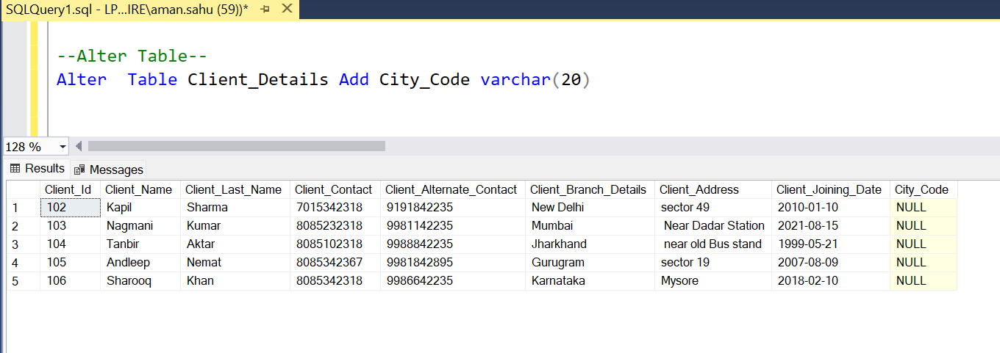 SQLQuery1.sql - LP...IRE\aman.sahu (59))*
--Alter Table--
Alter  Table Client_Details Add City_Code varchar(20)
128 %
Results Messages
Client_Id Client_Name Client_Last_Name Client_Contact Client_Alternate_Contact Client_Branch_Details Client_Address Client_Joining_Date City_Code
1 102 Kapil Sharma 7015342318 9191842235 New Delhi sector 49 2010-01-10 NULL
2 103 Nagmani Kumar 8085232318 9981142235 Mumbai Near Dadar Station 2021-08-15 NULL
3 104 Tanbir Aktar 8085102318 9988842235 Jharkhand near old Bus stand 1999-05-21 NULL
4 105 Andleep Nemat 8085342367 9981842895 Gurugram sector 19 2007-08-09 NULL
5 106 Sharooq Khan 8085342318 9986642235 Karnataka Mysore 2018-02-10 NULL